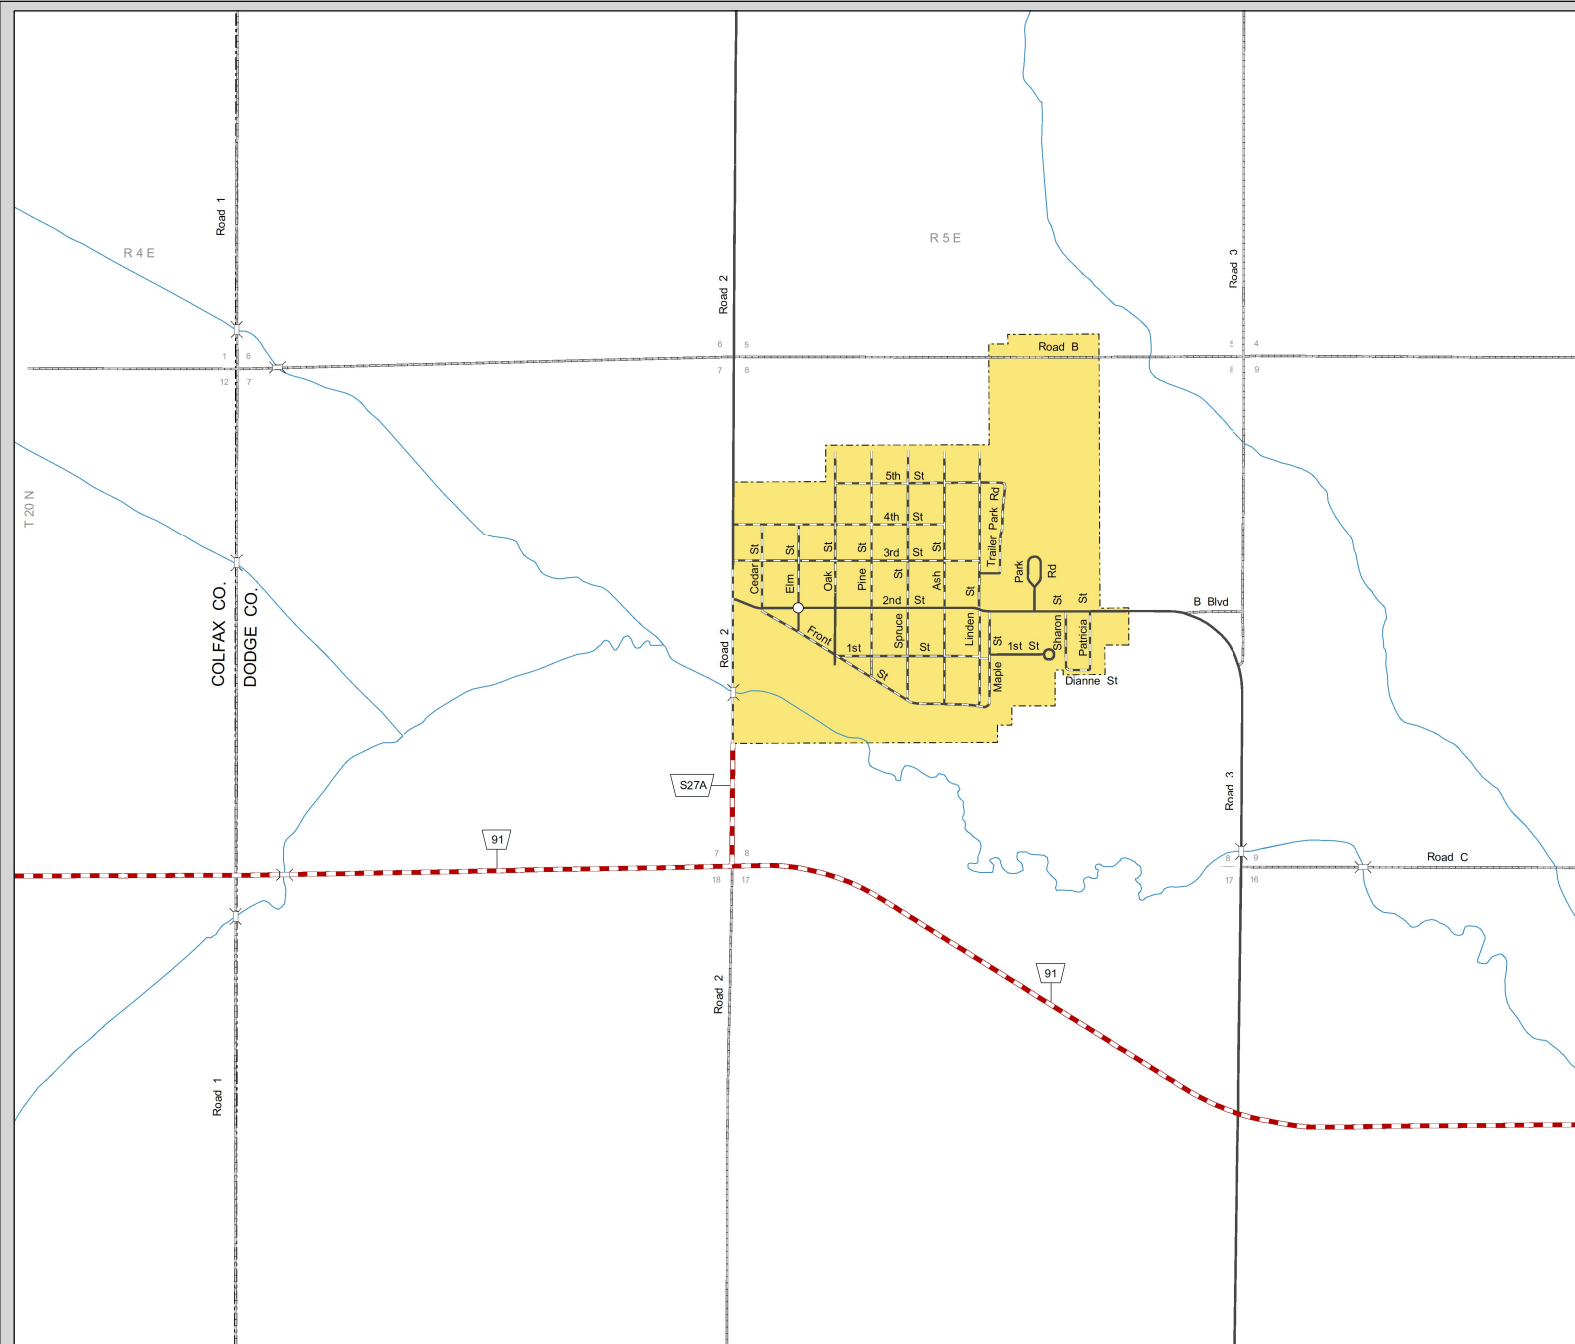 Road 1
R 4 E
R 5 E
Road 2
Road 3
Road B
1 6
12 7
6 5
7 8
5 4
8 9
T 20 N
5th St
4th St
3rd St
2nd St
1st St
1st St
Cedar St
Elm St
Oak St
Pine St
Spruce St
Ash St
Linden St
Maple St
Trailer Park Rd
Park Rd
Sharon St
Patricia St
Dianne St
Front St
B Blvd
COLFAX CO.
DODGE CO.
Road 2
S27A
91
Road 3
7 8
18 17
8 9
17 16
Road C
91
Road 2
Road 1